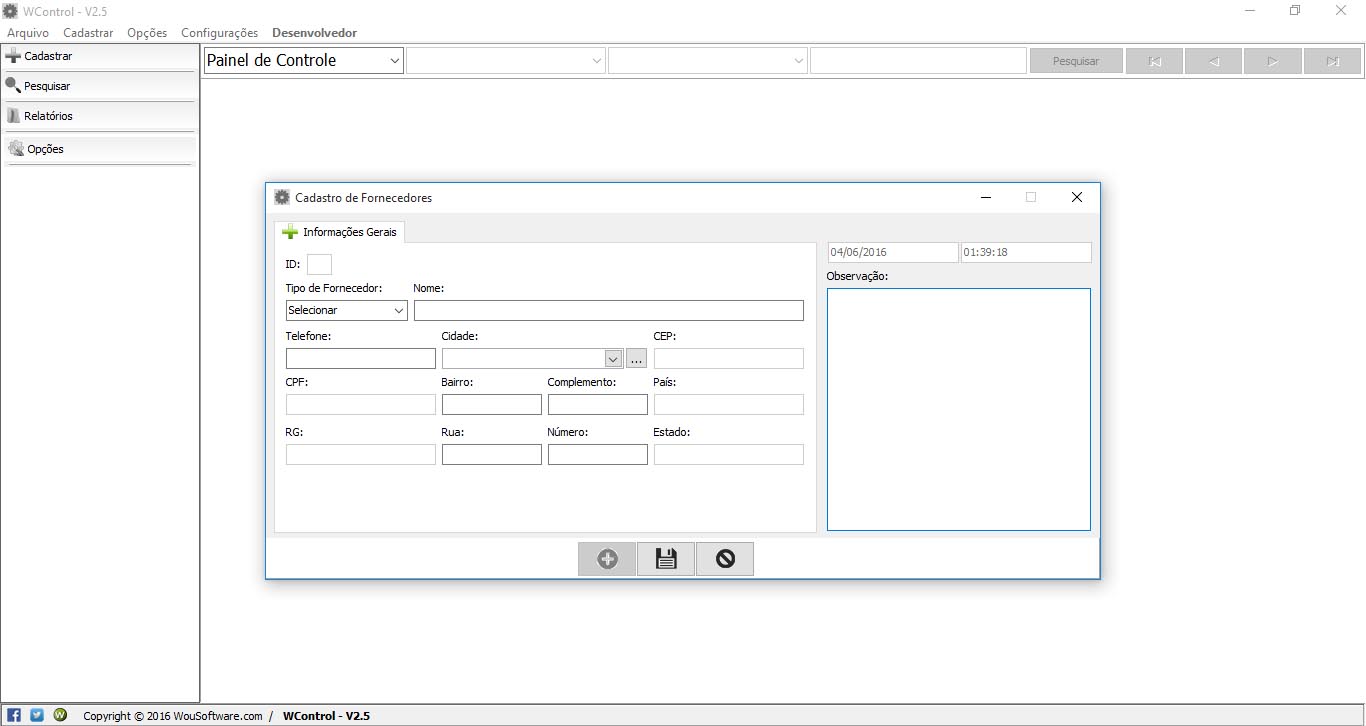 WControl - V2.5
Arquivo Cadastrar Opções Configurações Desenvolvedor
Cadastrar
Pesquisar
Relatórios
Opções
Painel de Controle
Pesquisar
Cadastro de Fornecedores
Informações Gerais
ID:
Tipo de Fornecedor: Nome:
Selecionar
Telefone: Cidade: CEP:
...
CPF: Bairro: Complemento: País:
RG: Rua: Número: Estado:
04/06/2016 01:39:18
Observação:
Copyright © 2016 WouSoftware.com / WControl - V2.5